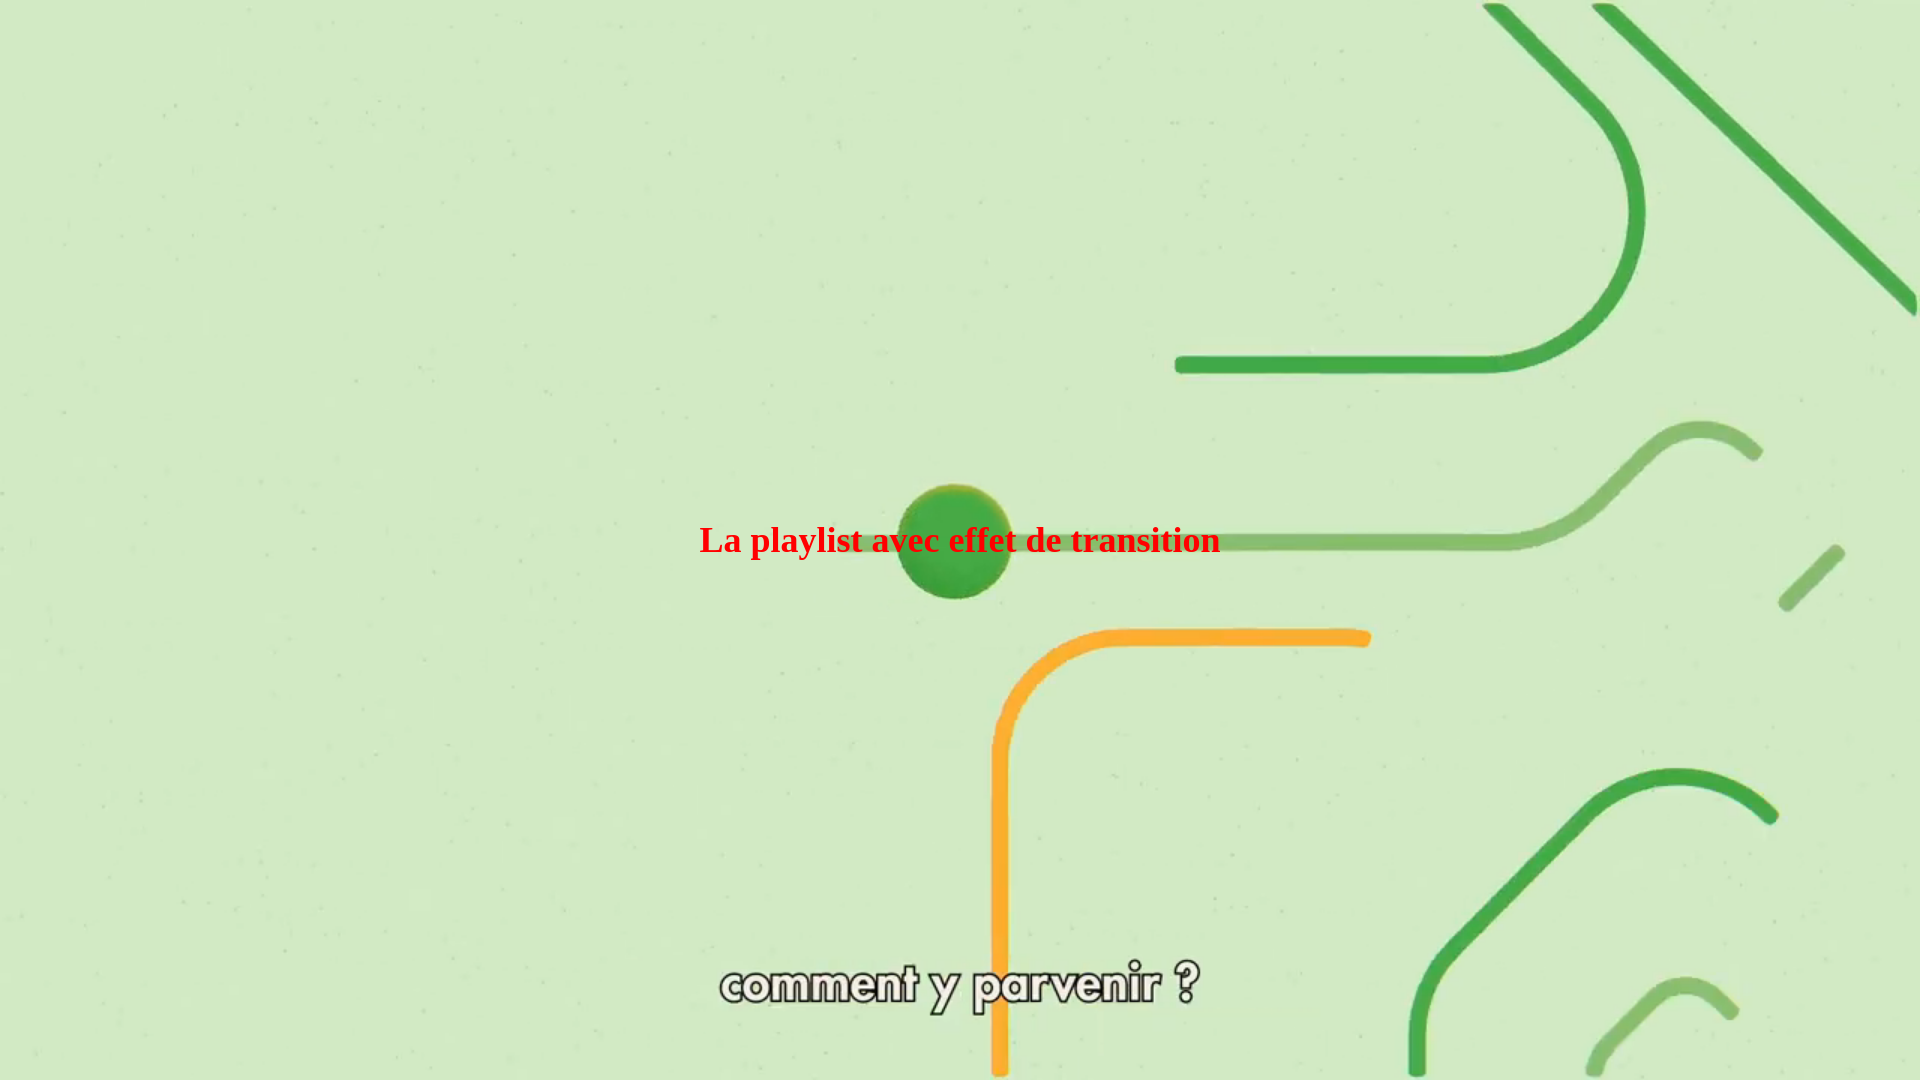 La playlist avec effet de transition
comment y parvenir ?